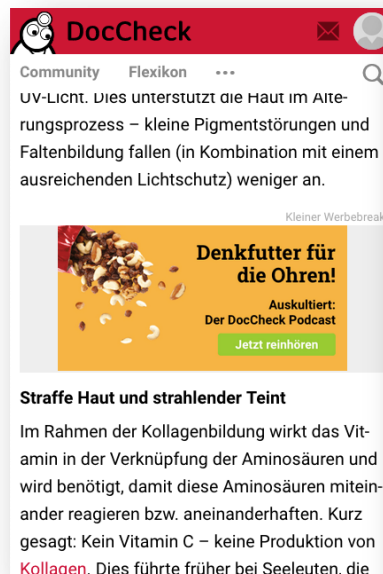 DocCheck
Community Flexikon
UV-Licht. Dies unterstützt die Haut im Alte-
rungsprozess – kleine Pigmentstörungen und
Faltenbildung fallen (in Kombination mit einem
ausreichenden Lichtschutz) weniger an.
Kleiner Werbebreak
Denkfutter für
die Ohren!
Auskultiert:
Der DocCheck Podcast
Jetzt reinhören
Straffe Haut und strahlender Teint
Im Rahmen der Kollagenbildung wirkt das Vit-
amin in der Verknüpfung der Aminosäuren und
wird benötigt, damit diese Aminosäuren mitein-
ander reagieren bzw. aneinanderhaften. Kurz
gesagt: Kein Vitamin C – keine Produktion von
Kollagen. Dies führte früher bei Seeleuten, die